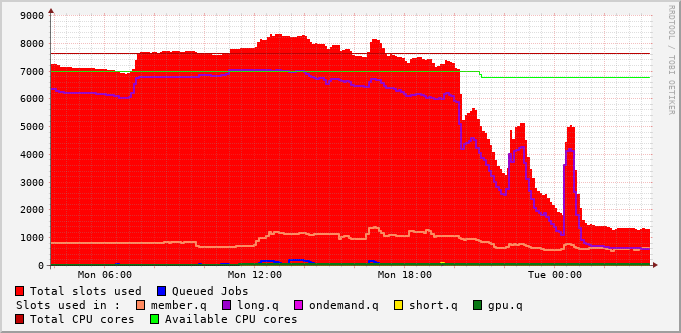 9000
8000
7000
6000
5000
4000
3000
2000
1000
0
Mon 06:00 Mon 12:00 Mon 18:00 Tue 00:00
RRDTOOL / TOBI OETIKER
Total slots used Queued Jobs
Slots used in : member.q long.q ondemand.q short.q gpu.q
Total CPU cores Available CPU cores